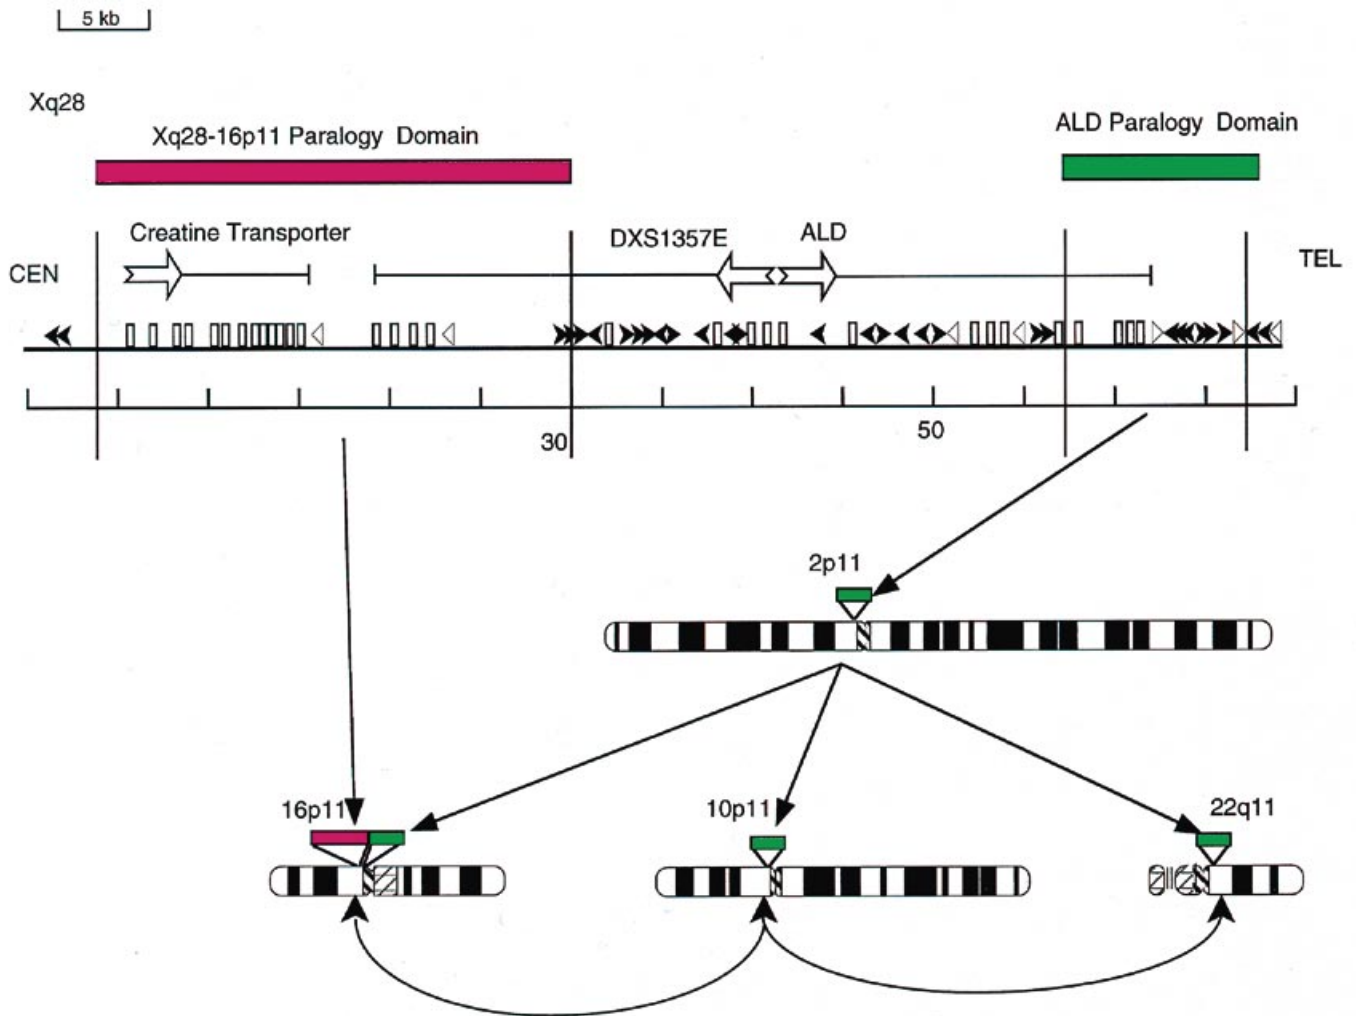 5 kb
Xq28
Xq28-16p11 Paralogy Domain
ALD Paralogy Domain
Creatine Transporter
DXS1357E
ALD
CEN
TEL
30
50
2p11
16p11
10p11
22q11